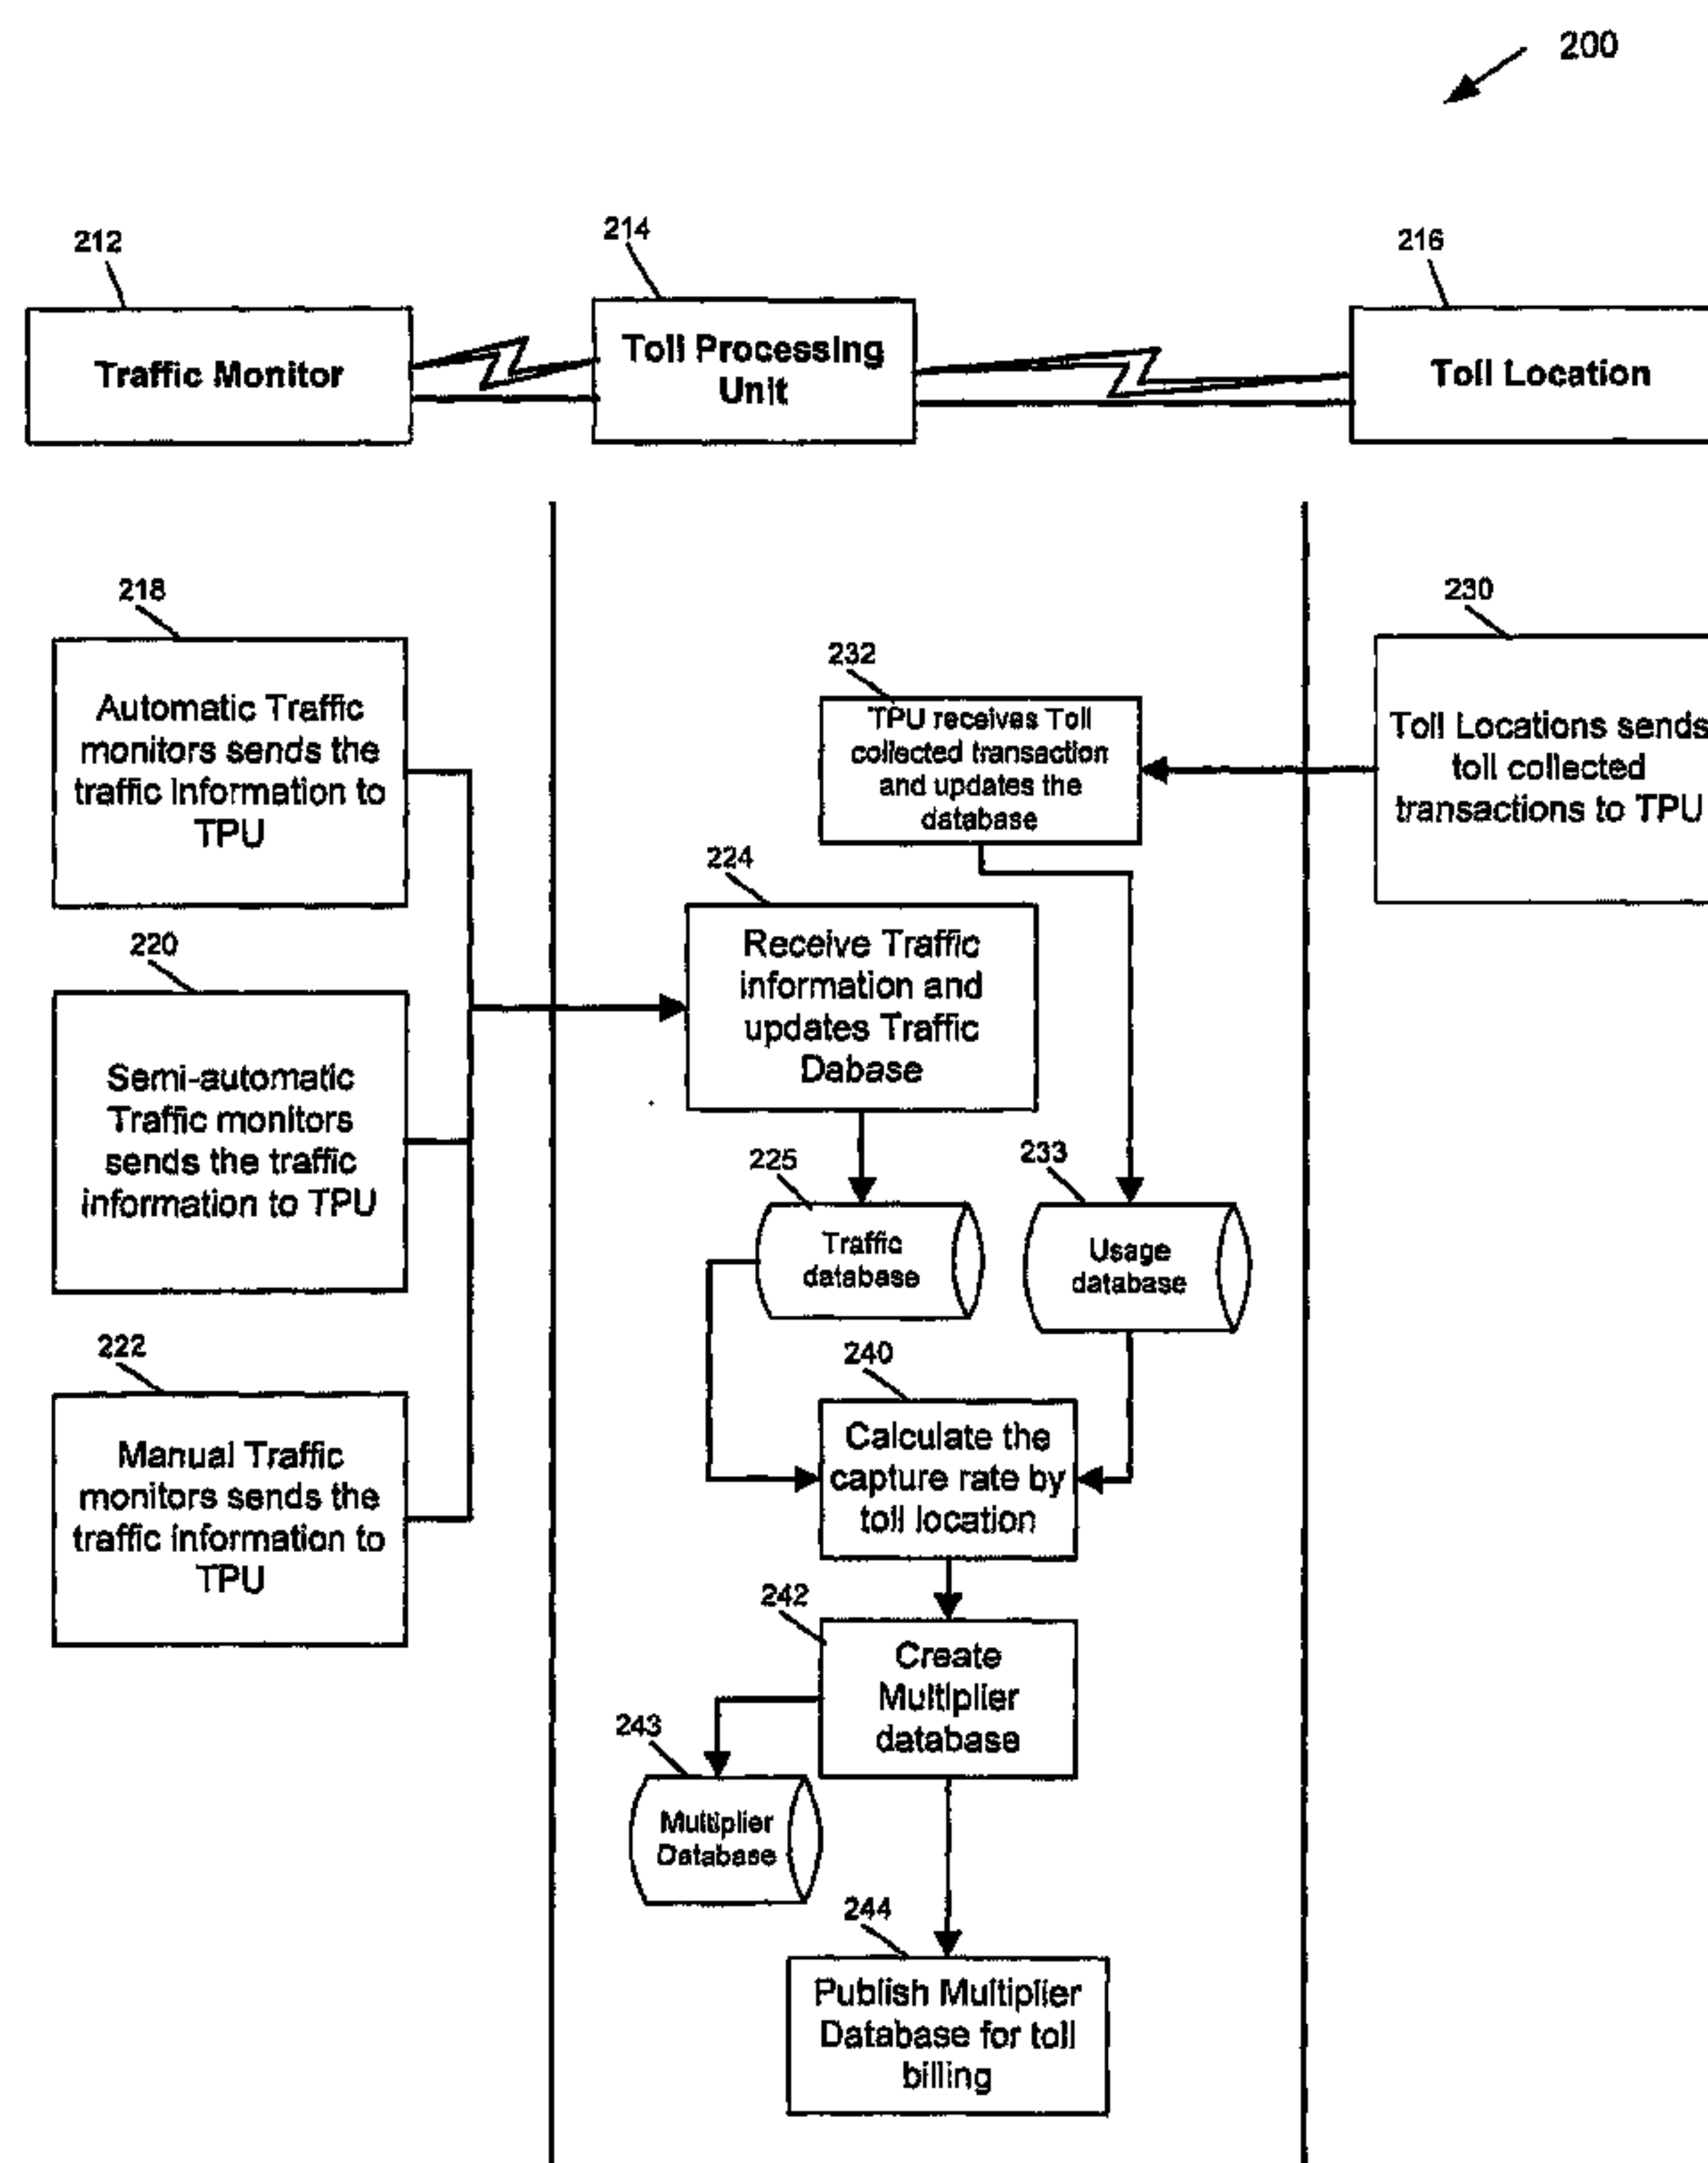 200
212
214
216
Traffic Monitor
Toll Processing
Unit
Toll Location
218
230
232
Automatic Traffic
monitors sends the
traffic information to
TPU
TPU receives Toll
collected transaction
and updates the
database
Toll Locations sends
toll collected
transactions to TPU
224
220
Receive Traffic
information and
updates Traffic
Dabase
Semi-automatic
Traffic monitors
sends the traffic
information to TPU
225
233
Traffic
database
Usage
database
222
240
Manual Traffic
monitors sends the
traffic information to
TPU
Calculate the
capture rate by
toll location
242
Create
Multiplier
database
243
Multiplier
Database
244
Publish Multiplier
Database for toll
billing